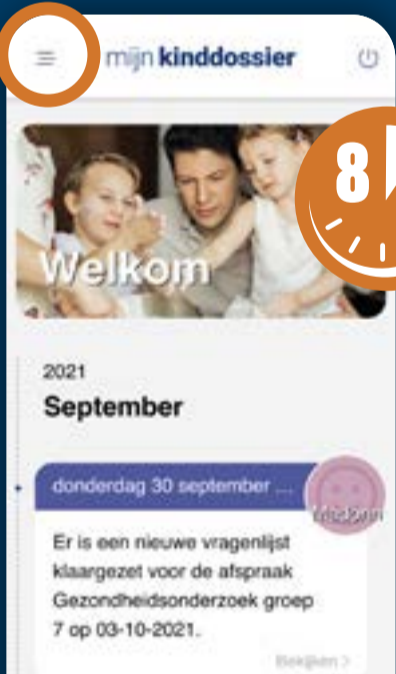 mijn kinddossier
8
Welkom
2021
September
donderdag 30 september ...
Madonn
Er is een nieuwe vragenlijst
klaargezet voor de afspraak
Gezondheidsonderzoek groep
7 op 03-10-2021.
Bekijken >